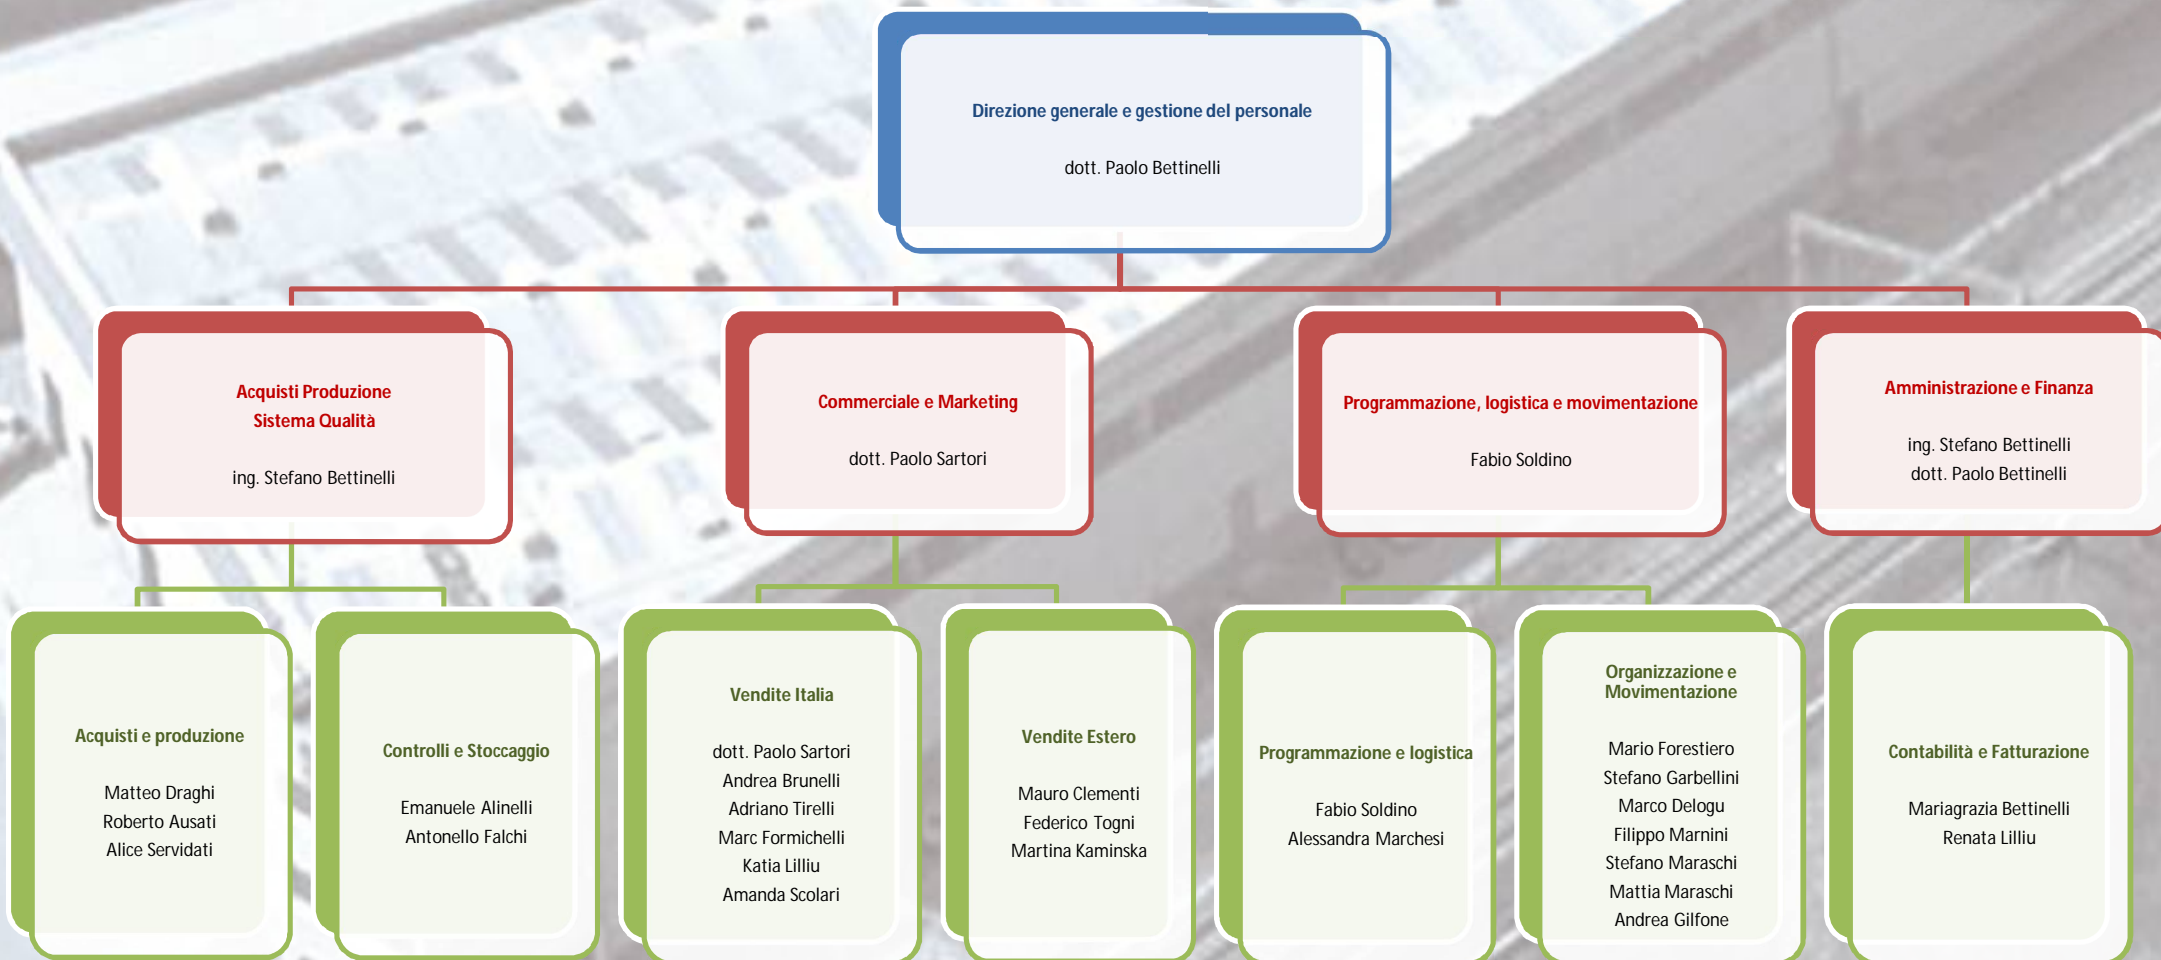 Direzione generale e gestione del personale
dott. Paolo Bettinelli
Acquisti Produzione
Sistema Qualità
ing. Stefano Bettinelli
Commerciale e Marketing
dott. Paolo Sartori
Programmazione, logistica e movimentazione
Fabio Soldino
Amministrazione e Finanza
ing. Stefano Bettinelli
dott. Paolo Bettinelli
Acquisti e produzione
Matteo Draghi
Roberto Ausati
Alice Servidati
Controlli e Stoccaggio
Emanuele Alinelli
Antonello Falchi
Vendite Italia
dott. Paolo Sartori
Andrea Brunelli
Adriano Tirelli
Marc Formichelli
Katia Lilliu
Amanda Scolari
Vendite Estero
Mauro Clementi
Federico Togni
Martina Kaminska
Programmazione e logistica
Fabio Soldino
Alessandra Marchesi
Organizzazione e
Movimentazione
Mario Forestiero
Stefano Garbellini
Marco Delogu
Filippo Marnini
Stefano Maraschi
Mattia Maraschi
Andrea Gilfone
Contabilità e Fatturazione
Mariagrazia Bettinelli
Renata Lilliu